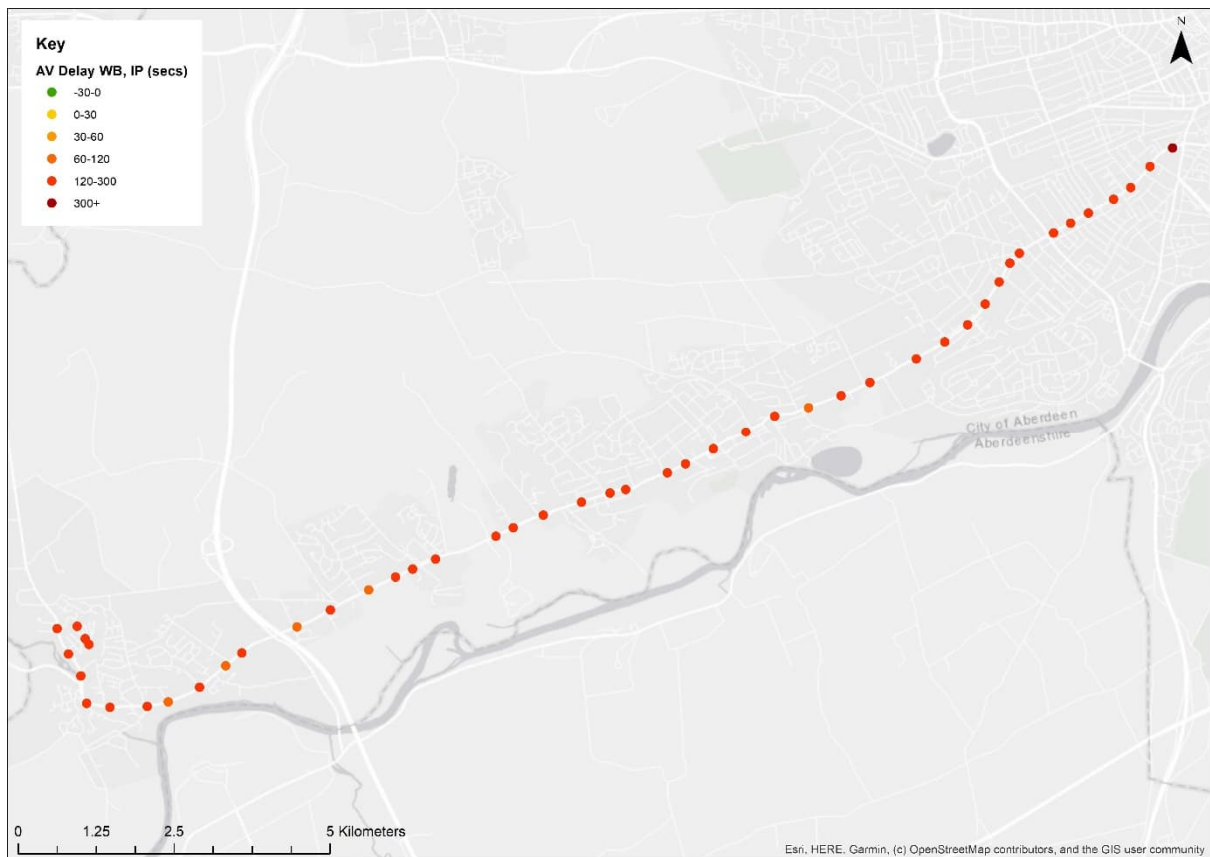 Key
AV Delay WB, IP (secs)
-30-0
0-30
30-60
60-120
120-300
300+
N
City of Aberdeen
Aberdeenshire
0 1.25 2.5 5 Kilometers
Esri, HERE, Garmin, (c) OpenStreetMap contributors, and the GIS user community